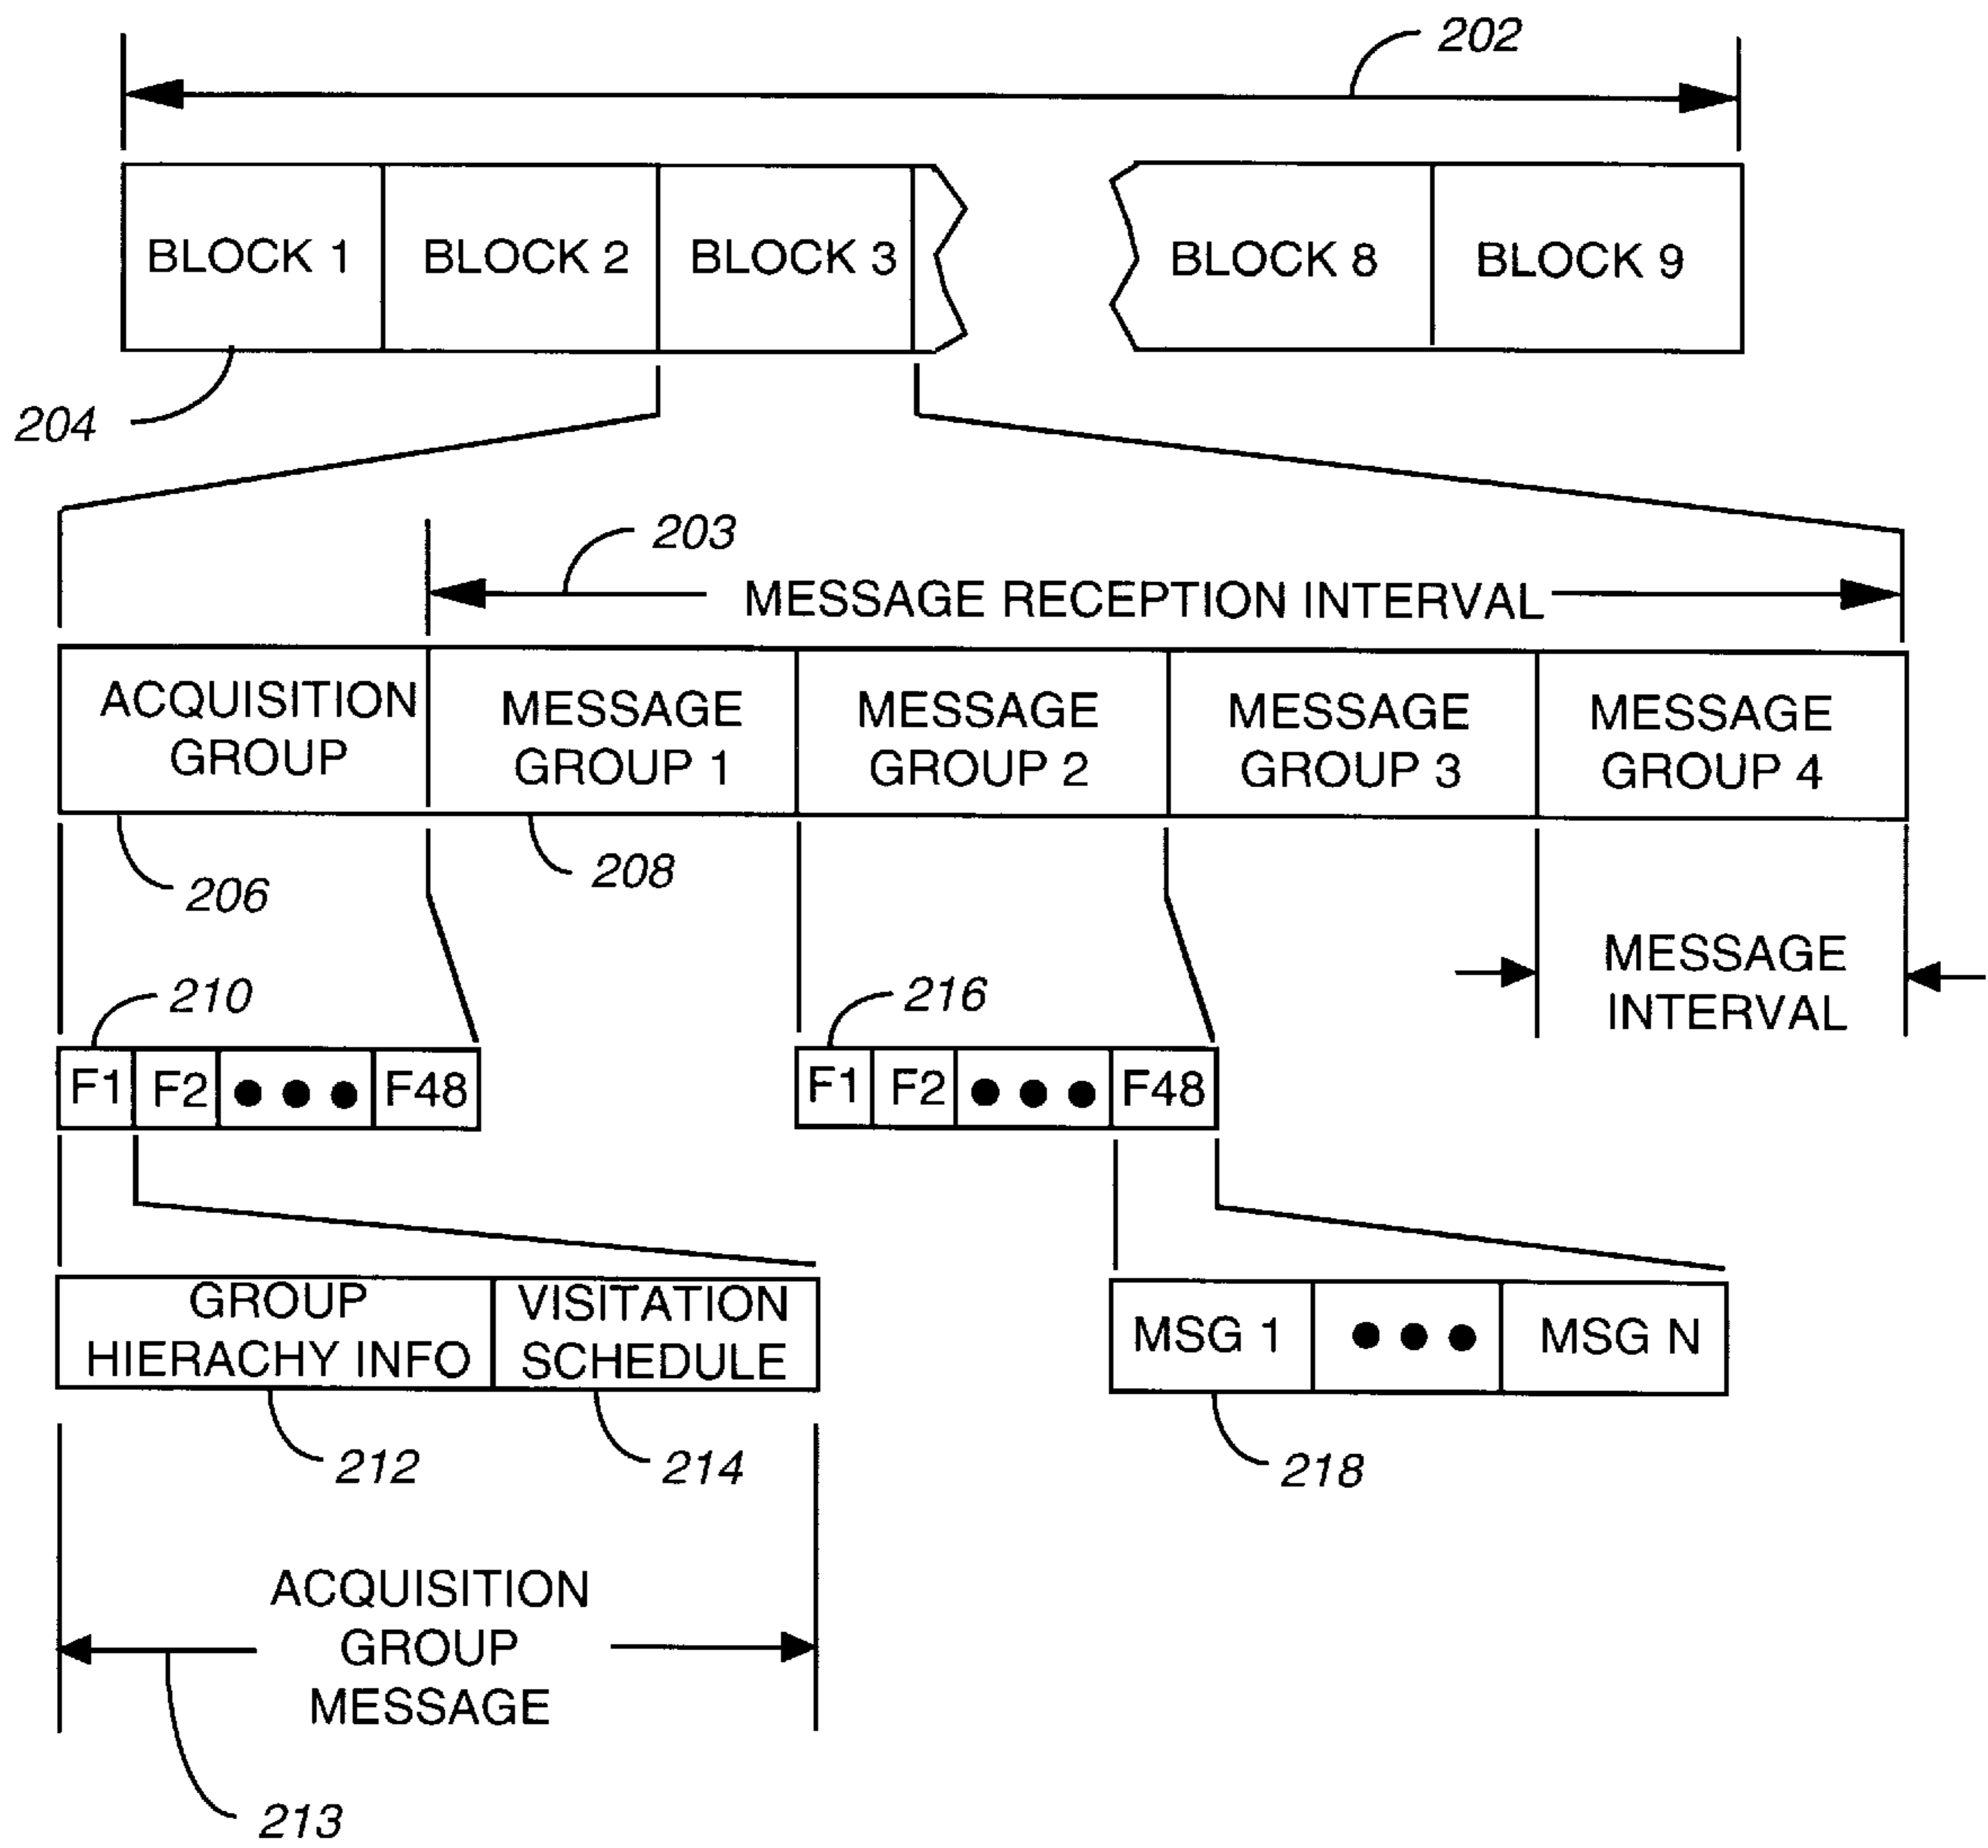 202
BLOCK 1
BLOCK 2
BLOCK 3
BLOCK 8
BLOCK 9
204
203
MESSAGE RECEPTION INTERVAL
ACQUISITION
GROUP
MESSAGE
GROUP 1
MESSAGE
GROUP 2
MESSAGE
GROUP 3
MESSAGE
GROUP 4
206
208
MESSAGE
INTERVAL
210
216
F1
F2
F48
F1
F2
F48
GROUP
HIERACHY INFO
VISITATION
SCHEDULE
MSG 1
MSG N
212
214
218
ACQUISITION
GROUP
MESSAGE
213